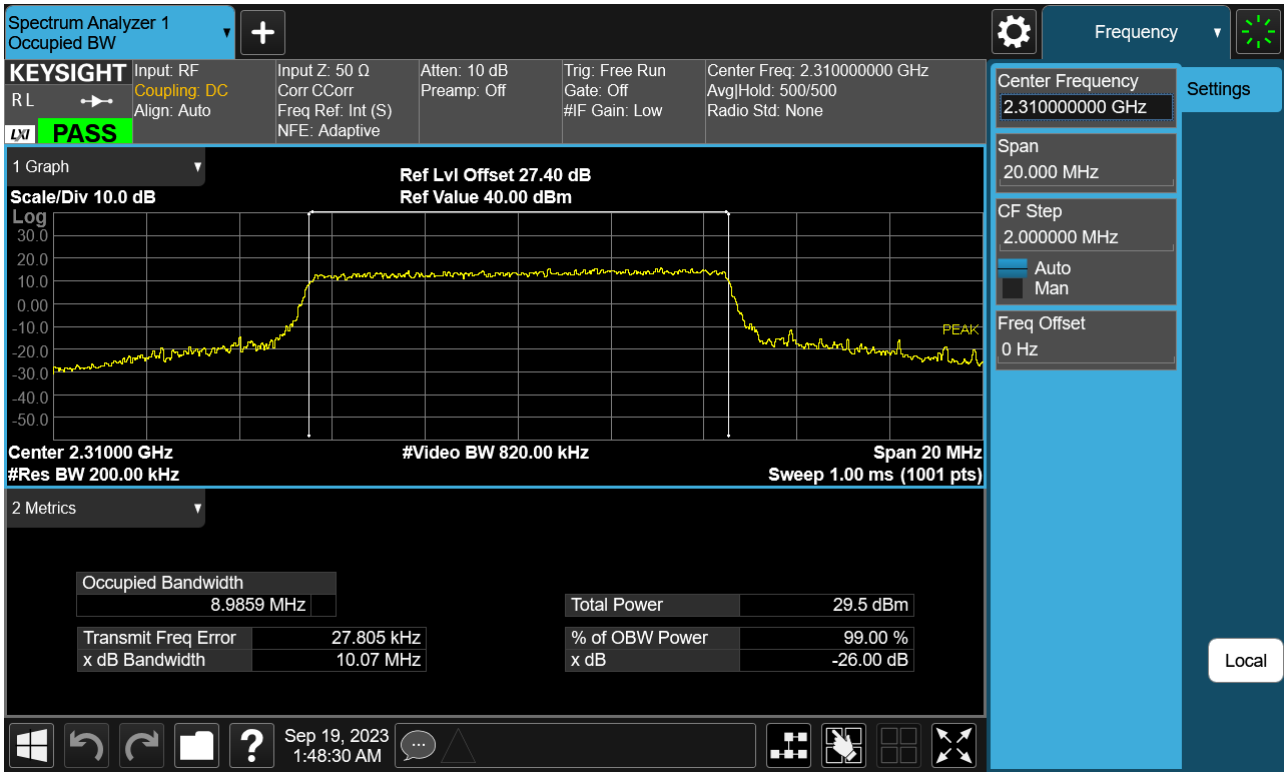 Spectrum Analyzer 1
Occupied BW
+
Frequency
KEYSIGHT
R L
LXI PASS
Input: RF
Coupling: DC
Align: Auto
Input Z: 50 Ω
Corr CCorr
Freq Ref: Int (S)
NFE: Adaptive
Atten: 10 dB
Preamp: Off
Trig: Free Run
Gate: Off
#IF Gain: Low
Center Freq: 2.310000000 GHz
Avg|Hold: 500/500
Radio Std: None
Center Frequency
2.310000000 GHz
Settings
Span
20.000 MHz
CF Step
2.000000 MHz
Auto
Man
Freq Offset
0 Hz
Local
1 Graph
Ref Lvl Offset 27.40 dB
Scale/Div 10.0 dB
Ref Value 40.00 dBm
Log
30.0
20.0
10.0
0.00
-10.0
-20.0
-30.0
-40.0
-50.0
PEAK
Center 2.31000 GHz
#Video BW 820.00 kHz
Span 20 MHz
#Res BW 200.00 kHz
Sweep 1.00 ms (1001 pts)
2 Metrics
Occupied Bandwidth
8.9859 MHz
Total Power 29.5 dBm
Transmit Freq Error 27.805 kHz
% of OBW Power 99.00 %
x dB Bandwidth 10.07 MHz
x dB -26.00 dB
?
Sep 19, 2023
1:48:30 AM